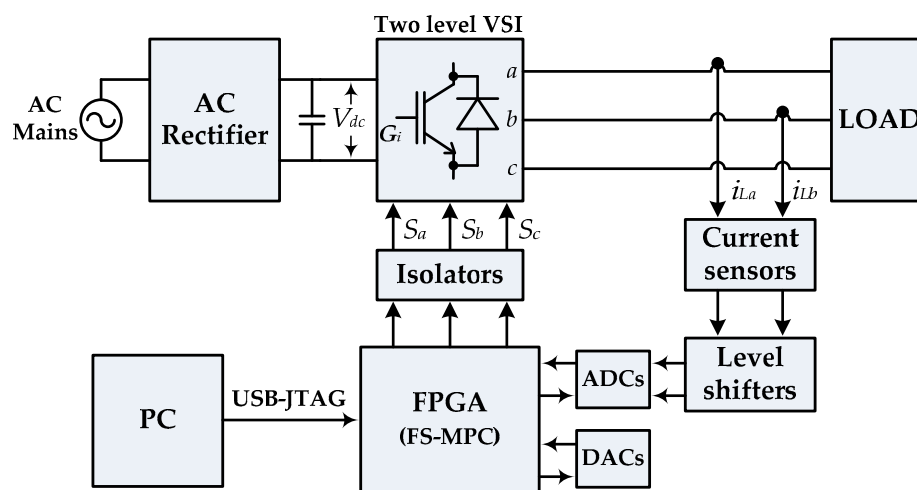 Two level VSI
AC
Mains
AC
Rectifier
Vdc
Gi
a
b
c
LOAD
iLa
iLb
Sa
Sb
Sc
Isolators
Current
sensors
Level
shifters
PC
USB-JTAG
FPGA
(FS-MPC)
ADCs
DACs